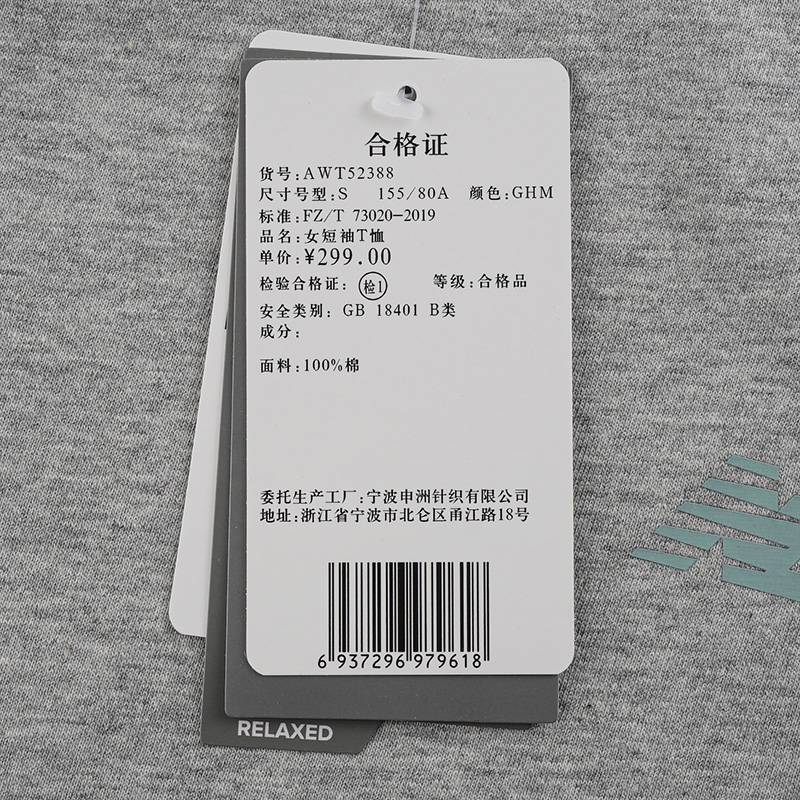 合格证
货号:AWT52388
尺寸号型:S 155/80A 颜色:GHM
标准:FZ/T 73020-2019
品名:女短袖T恤
单价:¥299.00
检验合格证: 检1 等级:合格品
安全类别: GB 18401 B类
成分:
面料:100%棉
委托生产工厂:宁波申洲针织有限公司
地址:浙江省宁波市北仑区甬江路18号
6 937296 979618
RELAXED